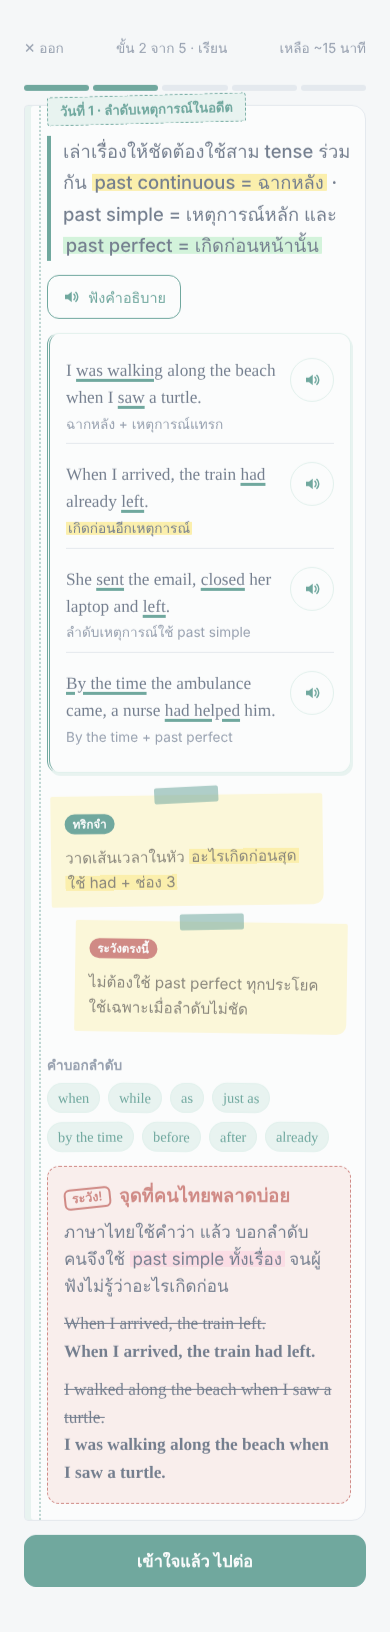 ✕ ออก
ขั้น 2 จาก 5 · เรียน
เหลือ ~15 นาที
วันที่ 1 · ลำดับเหตุการณ์ในอดีต
เล่าเรื่องให้ชัดต้องใช้สาม tense ร่วม
กัน past continuous = ฉากหลัง ·
past simple = เหตุการณ์หลัก และ
past perfect = เกิดก่อนหน้านั้น
ฟังคำอธิบาย
I was walking along the beach
when I saw a turtle.
ฉากหลัง + เหตุการณ์แทรก
When I arrived, the train had
already left.
เกิดก่อนอีกเหตุการณ์
She sent the email, closed her
laptop and left.
ลำดับเหตุการณ์ใช้ past simple
By the time the ambulance
came, a nurse had helped him.
By the time + past perfect
ทริกจำ
วาดเส้นเวลาในหัว อะไรเกิดก่อนสุด
ใช้ had + ช่อง 3
ระวังตรงนี้
ไม่ต้องใช้ past perfect ทุกประโยค
ใช้เฉพาะเมื่อลำดับไม่ชัด
คำบอกลำดับ
when while as just as
by the time before after already
ระวัง! จุดที่คนไทยพลาดบ่อย
ภาษาไทยใช้คำว่า แล้ว บอกลำดับ
คนจึงใช้ past simple ทั้งเรื่อง จนผู้
ฟังไม่รู้ว่าอะไรเกิดก่อน
When I arrived, the train left.
When I arrived, the train had left.
I walked along the beach when I saw a
turtle.
I was walking along the beach when
I saw a turtle.
เข้าใจแล้ว ไปต่อ